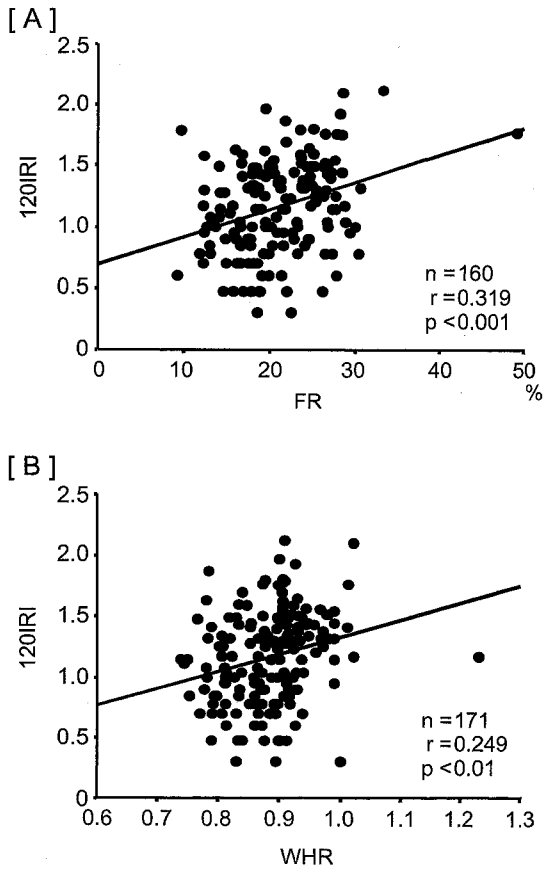 [ A ]
2.5
2.0
1.5
1.0
0.5
0
120IRI
n =160
r =0.319
p <0.001
0 10 20 30 40 50
%
FR
[ B ]
2.5
2.0
1.5
1.0
0.5
0
120IRI
n =171
r =0.249
p <0.01
0.6 0.7 0.8 0.9 1.0 1.1 1.2 1.3
WHR